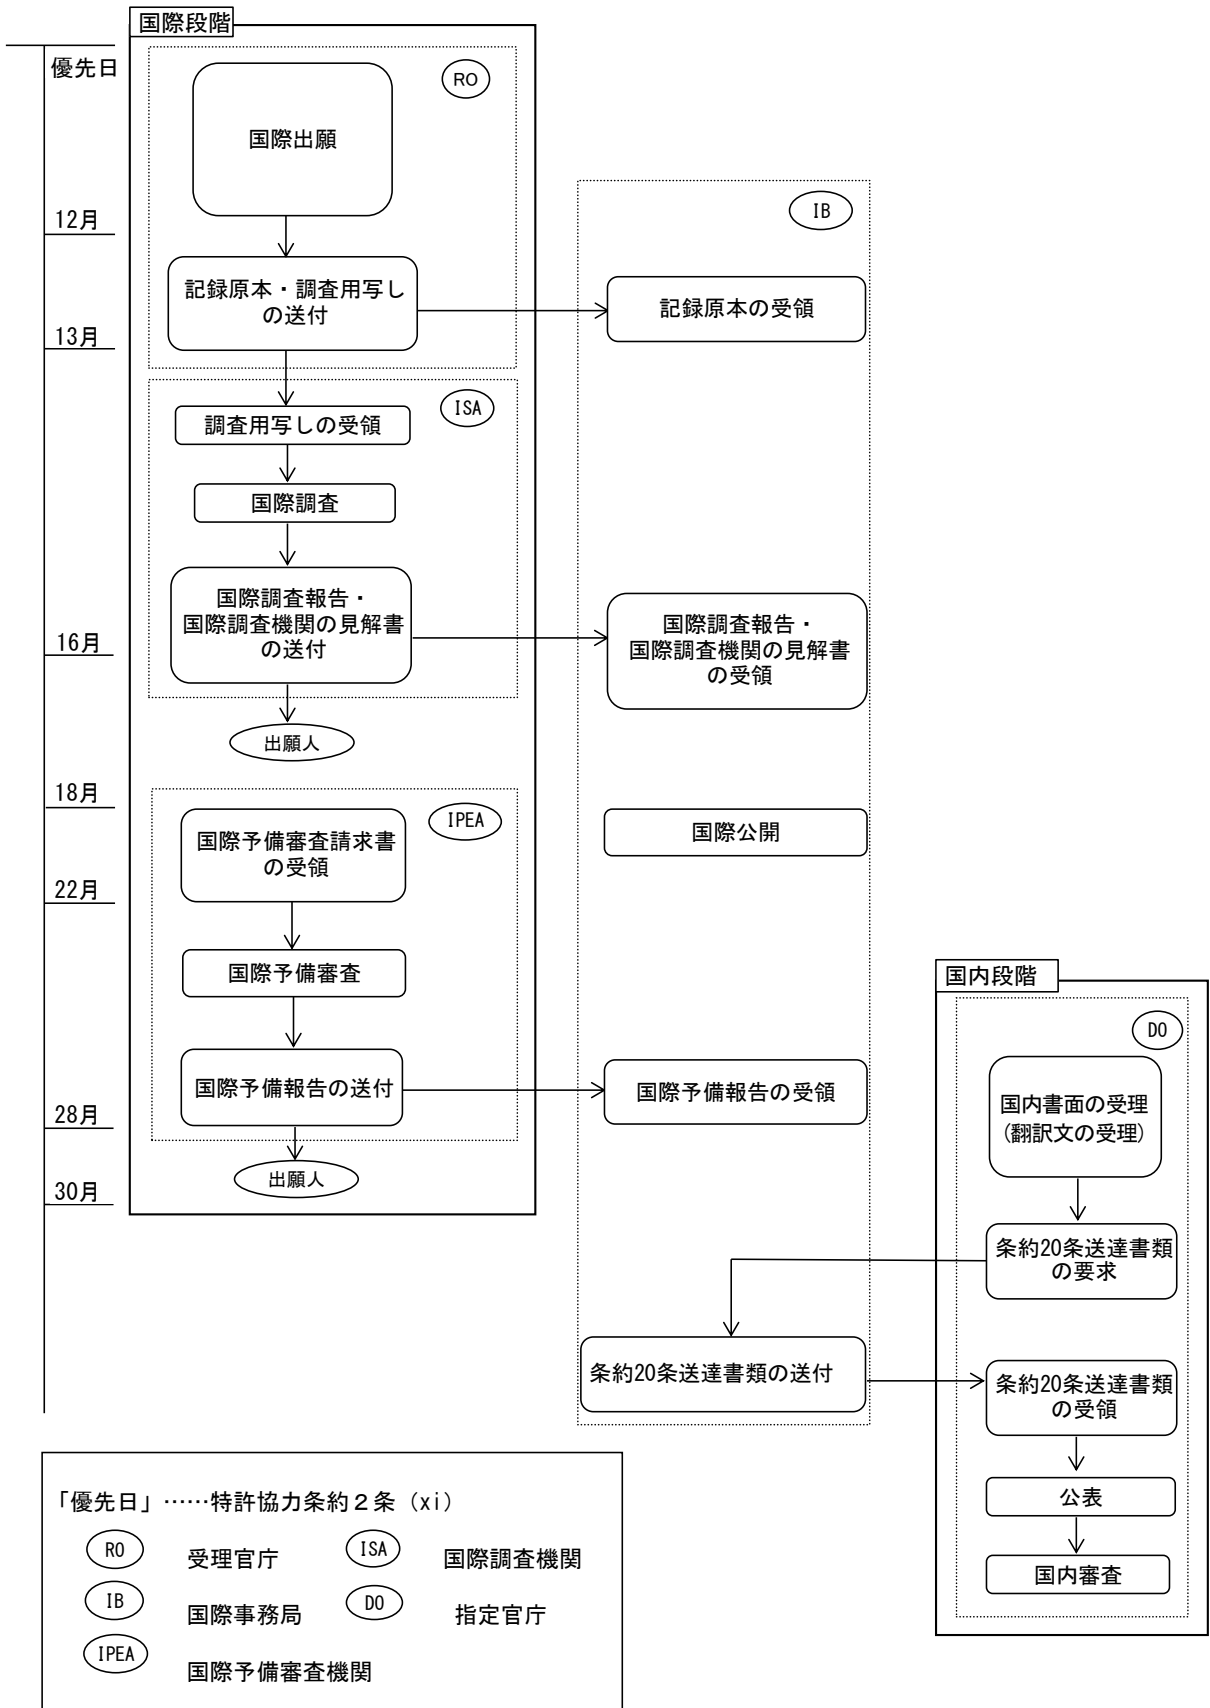 国際段階
優先日
RO
国際出願
12月
IB
記録原本・調査用写し
の送付
記録原本の受領
13月
ISA
調査用写しの受領
国際調査
国際調査報告・
国際調査機関の見解書
の送付
国際調査報告・
国際調査機関の見解書
の受領
16月
出願人
18月
IPEA
国際予備審査請求書
の受領
国際公開
22月
国際予備審査
国内段階
DO
国際予備報告の送付
国際予備報告の受領
国内書面の受理
(翻訳文の受理)
28月
出願人
30月
条約20条送達書類
の要求
条約20条送達書類の送付
条約20条送達書類
の受領
公表
国内審査
「優先日」……特許協力条約2条（xi）
RO 受理官庁 ISA 国際調査機関
IB 国際事務局 DO 指定官庁
IPEA 国際予備審査機関